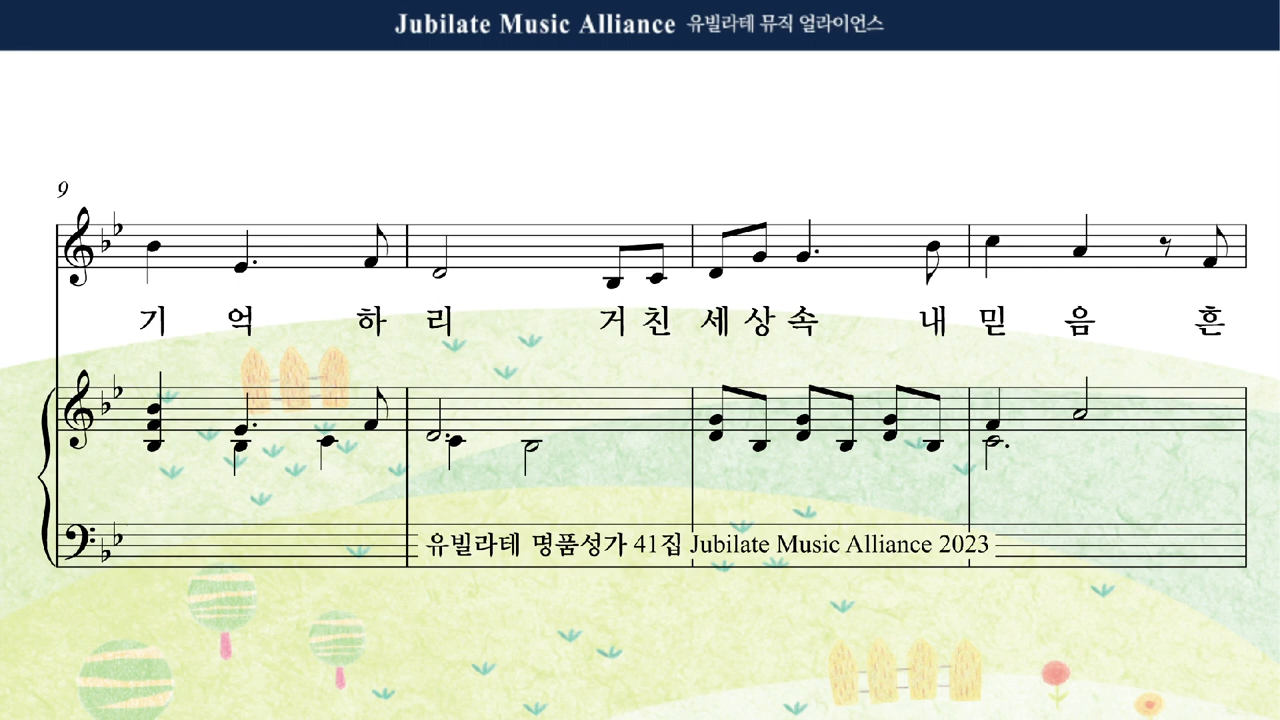 Jubilate Music Alliance 유빌라테 뮤직 얼라이언스
9
기 억 하 리 거 친 세 상 속 내 믿 음 흔
유빌라테 명품성가 41집 Jubilate Music Alliance 2023